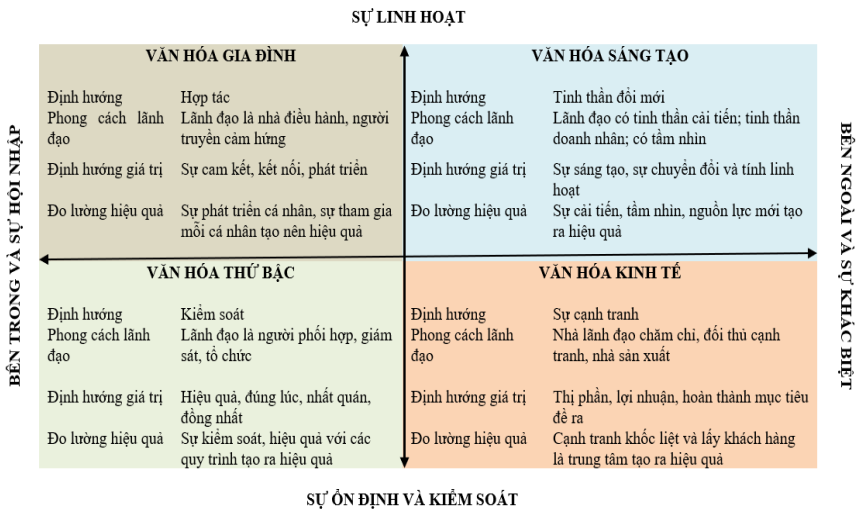 SỰ LINH HOẠT
VĂN HÓA GIA ĐÌNH
Định hướng Hợp tác
Phong cách lãnh đạo Lãnh đạo là nhà điều hành, người
truyền cảm hứng
Định hướng giá trị Sự cam kết, kết nối, phát triển
Đo lường hiệu quả Sự phát triển cá nhân, sự tham gia
mỗi cá nhân tạo nên hiệu quả
VĂN HÓA SÁNG TẠO
Định hướng Tinh thần đổi mới
Phong cách lãnh đạo Lãnh đạo có tinh thần cải tiến; tinh thần
doanh nhân; có tầm nhìn
Định hướng giá trị Sự sáng tạo, sự chuyển đổi và tính linh
hoạt
Đo lường hiệu quả Sự cải tiến, tầm nhìn, nguồn lực mới tạo
ra hiệu quả
BÊN TRONG VÀ SỰ HỘI NHẬP
BÊN NGOÀI VÀ SỰ KHÁC BIỆT
VĂN HÓA THỨ BẬC
Định hướng Kiểm soát
Phong cách lãnh đạo Lãnh đạo là người phối hợp, giám
sát, tổ chức
Định hướng giá trị Hiệu quả, đúng lúc, nhất quán,
đồng nhất
Đo lường hiệu quả Sự kiểm soát, hiệu quả với các
quy trình tạo ra hiệu quả
VĂN HÓA KINH TẾ
Định hướng Sự cạnh tranh
Phong cách lãnh đạo Nhà lãnh đạo chăm chỉ, đối thủ cạnh
tranh, nhà sản xuất
Định hướng giá trị Thị phần, lợi nhuận, hoàn thành mục tiêu
đề ra
Đo lường hiệu quả Cạnh tranh khốc liệt và lấy khách hàng
là trung tâm tạo ra hiệu quả
SỰ ỔN ĐỊNH VÀ KIỂM SOÁT